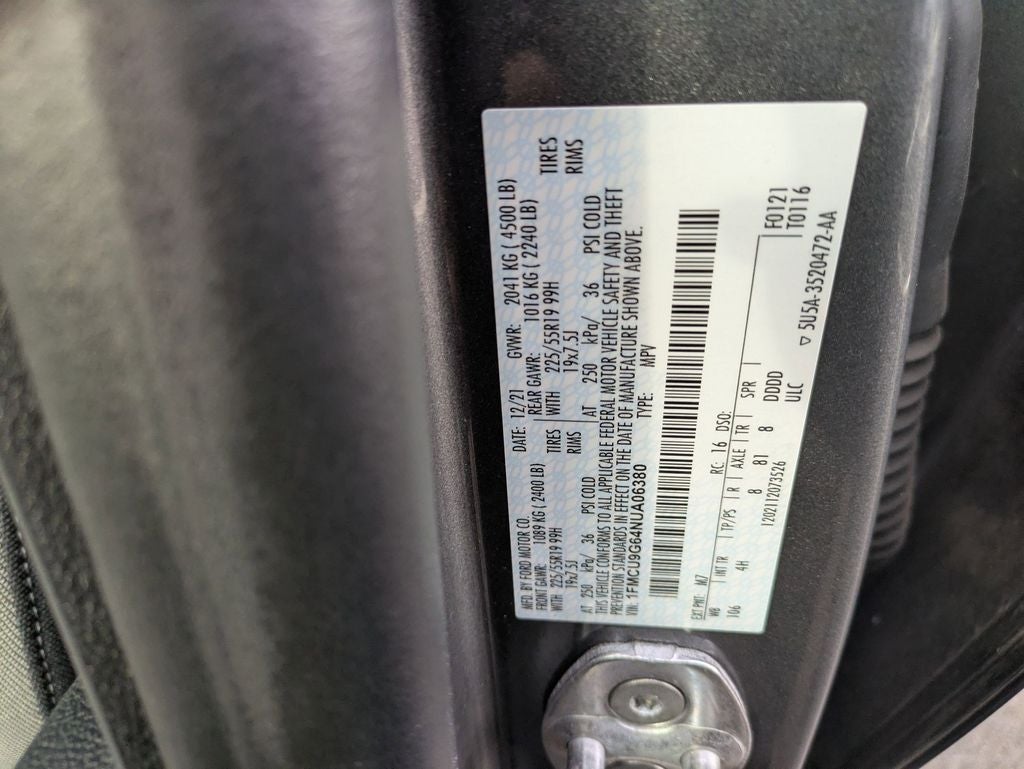 MFD. BY FORD MOTOR CO. DATE: 12/21 GVWR: 2041 KG ( 4500 LB)
FRONT GAWR: 1089 KG ( 2400 LB) REAR GAWR: 1016 KG ( 2240 LB)
WITH 225/55R19 99H TIRES WITH 225/55R19 99H TIRES
19x7.5J RIMS 19x7.5J RIMS
AT 250 kPa/ 36 PSI COLD AT 250 kPa/ 36 PSI COLD
THIS VEHICLE CONFORMS TO ALL APPLICABLE FEDERAL MOTOR VEHICLE SAFETY AND THEFT
PREVENTION STANDARDS IN EFFECT ON THE DATE OF MANUFACTURE SHOWN ABOVE.
VIN: 1FMCU9G64NUA06380 TYPE: MPV
EXT PNT: M7 RC: 16 DSO:
WB INT TR TP/PS R AXLE TR SPR F0121
106 4H 8 81 8 DDDD T0116
1202112073526 ULC
▽ 5U5A-3520472-AA